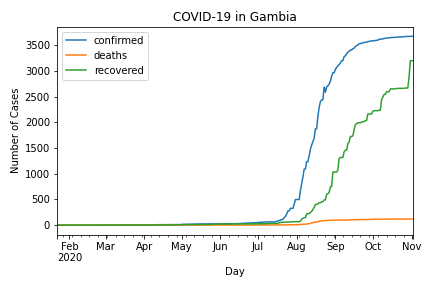 COVID-19 in Gambia
confirmed
deaths
recovered
Number of Cases
3500
3000
2500
2000
1500
1000
500
0
Feb Mar Apr May Jun Jul Aug Sep Oct Nov
2020
Day